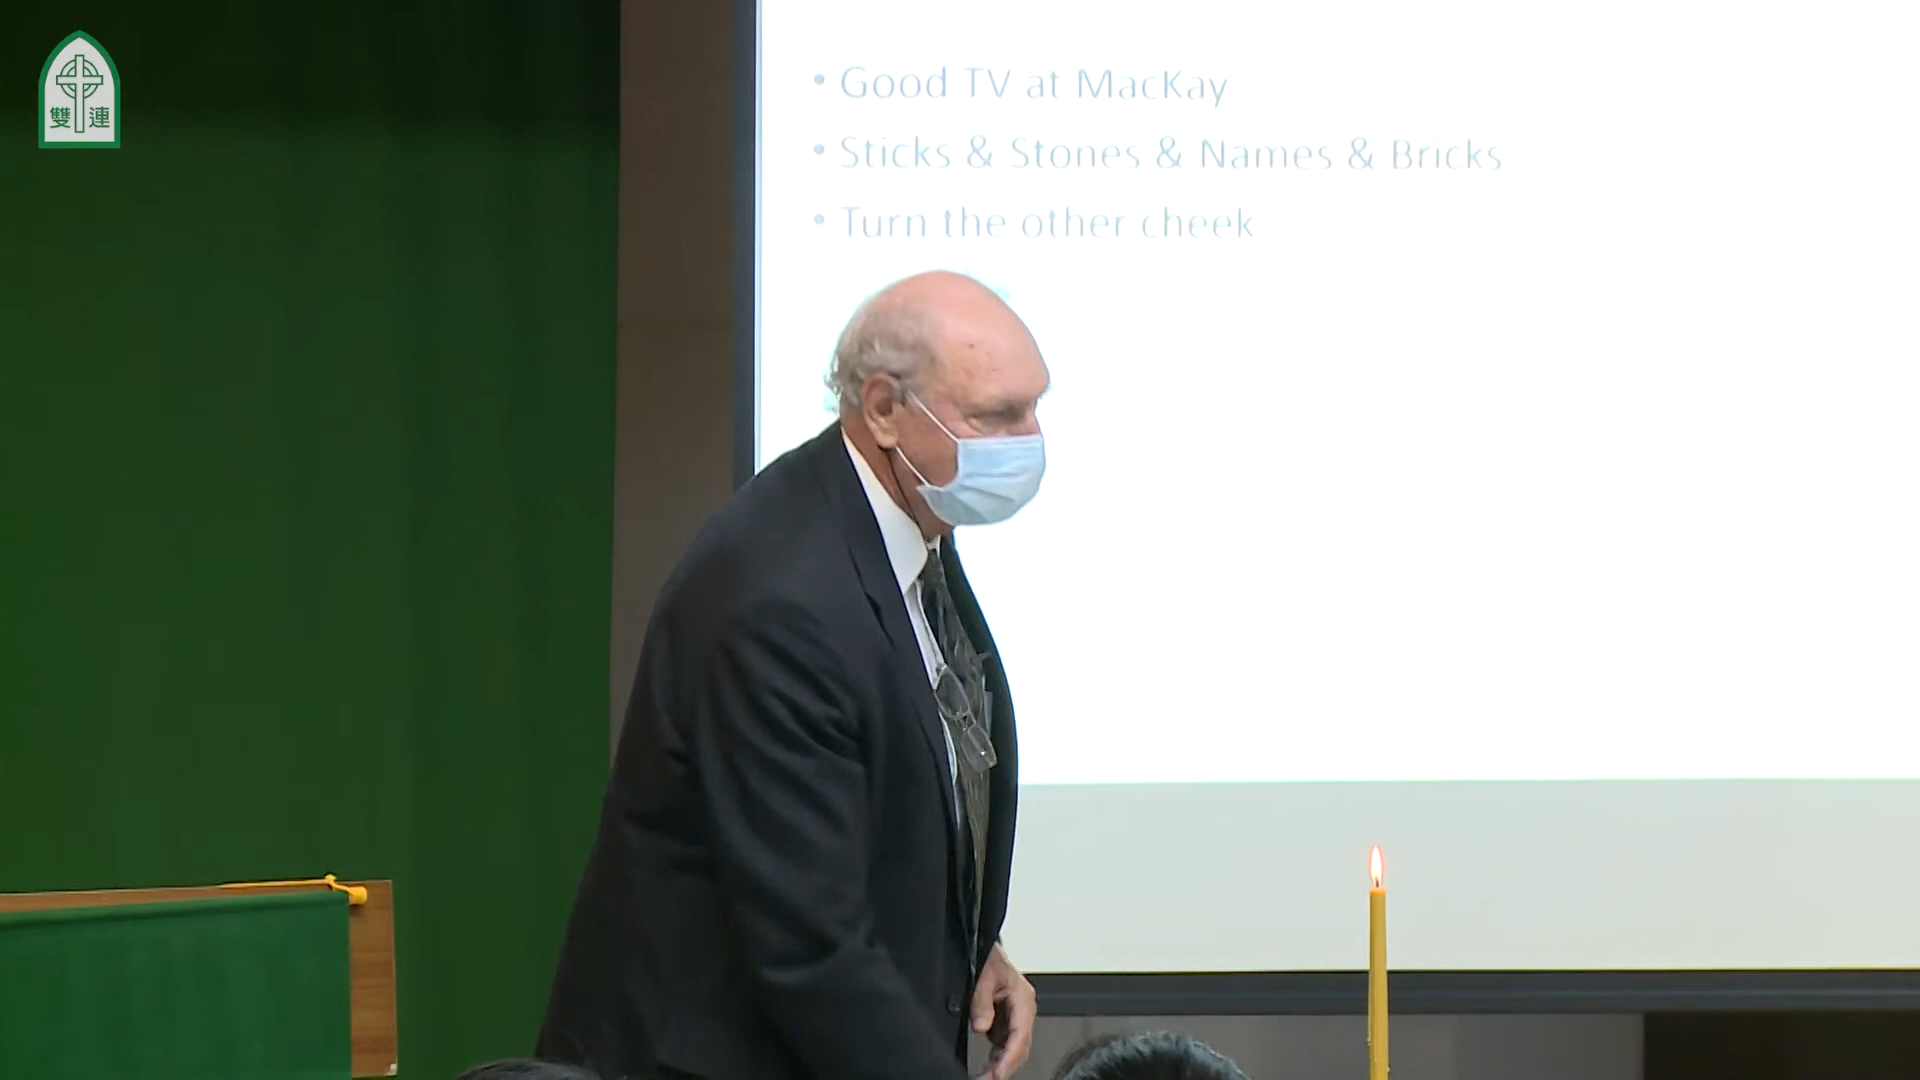 雙連
• Good TV at MacKay
• Sticks & Stones & Names & Bricks
• Turn the other cheek